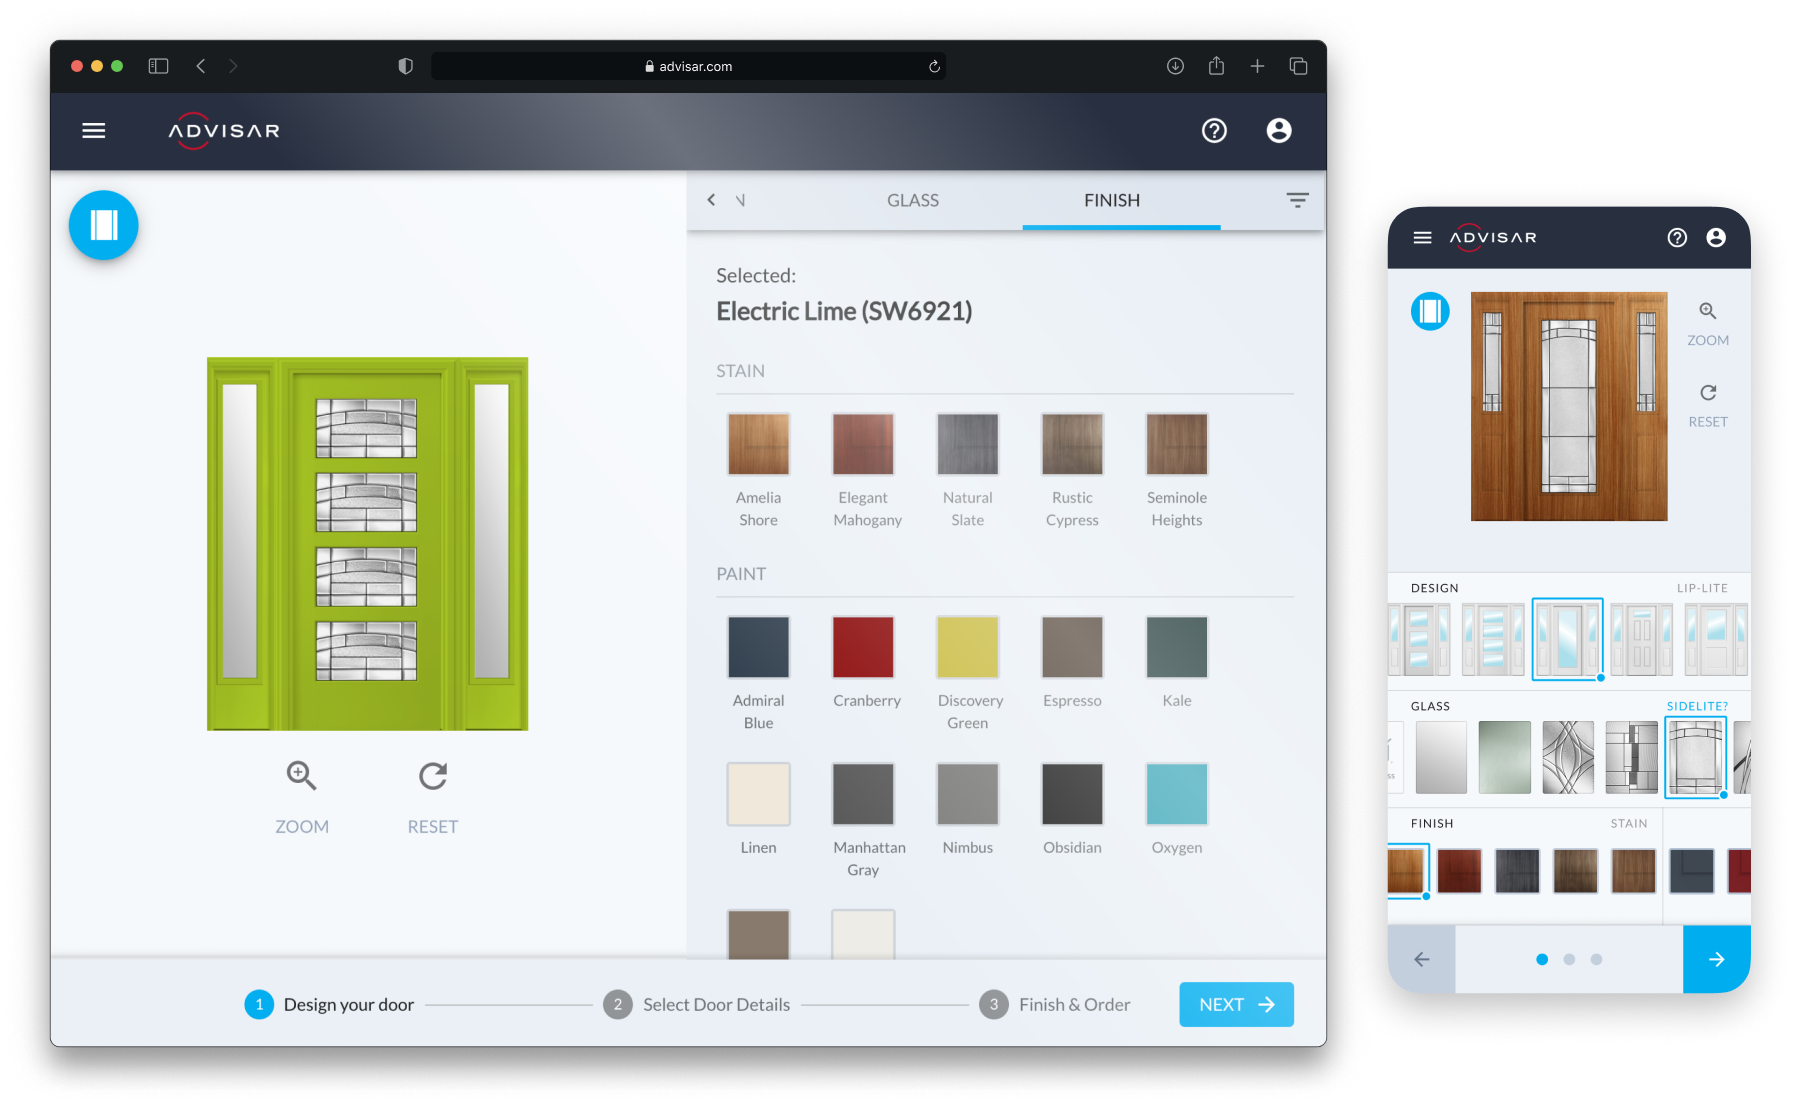 advisar.com
ADVISAR
N
GLASS
FINISH
Selected:
Electric Lime (SW6921)
STAIN
Amelia Shore
Elegant Mahogany
Natural Slate
Rustic Cypress
Seminole Heights
PAINT
Admiral Blue
Cranberry
Discovery Green
Espresso
Kale
Linen
Manhattan Gray
Nimbus
Obsidian
Oxygen
ZOOM
RESET
1 Design your door
2 Select Door Details
3 Finish & Order
NEXT
ADVISAR
ZOOM
RESET
DESIGN
LIP-LITE
GLASS
SIDELITE?
ss
FINISH
STAIN